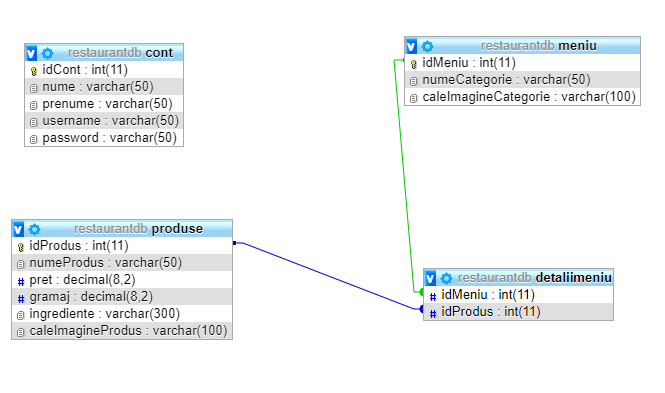 restaurantdb cont
idCont : int(11)
nume : varchar(50)
prenume : varchar(50)
username : varchar(50)
password : varchar(50)
restaurantdb meniu
idMeniu : int(11)
numeCategorie : varchar(50)
caleImagineCategorie : varchar(100)
restaurantdb produse
idProdus : int(11)
numeProdus : varchar(50)
# pret : decimal(8,2)
# gramaj : decimal(8,2)
ingrediente : varchar(300)
caleImagineProdus : varchar(100)
restaurantdb detaliimeniu
# idMeniu : int(11)
# idProdus : int(11)